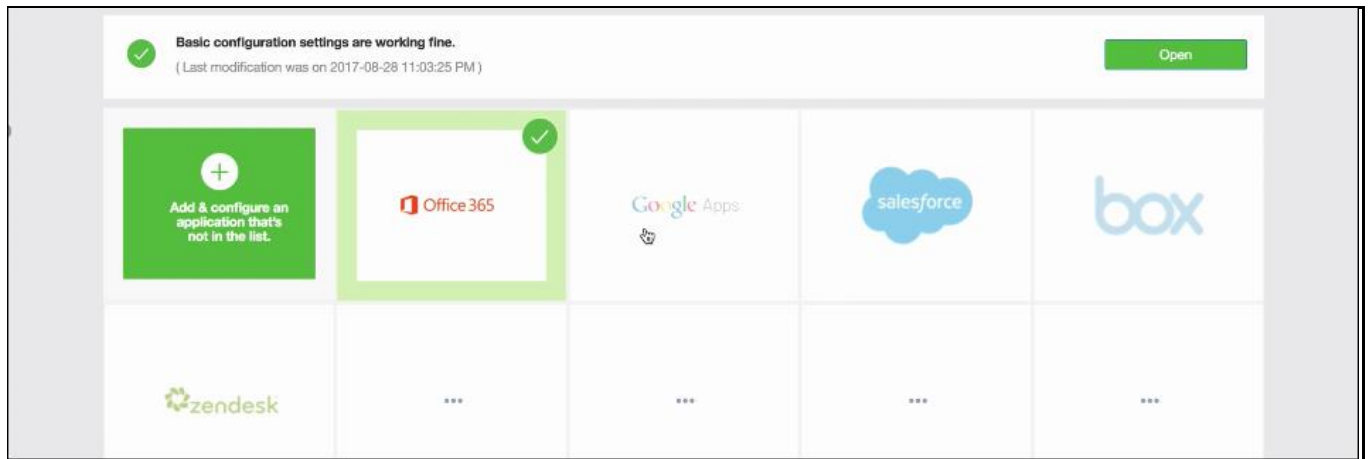 Basic configuration settings are working fine.
( Last modification was on 2017-08-28 11:03:25 PM )
Open
Add & configure an
application that's
not in the list.
Office 365
Google Apps
salesforce
box
zendesk